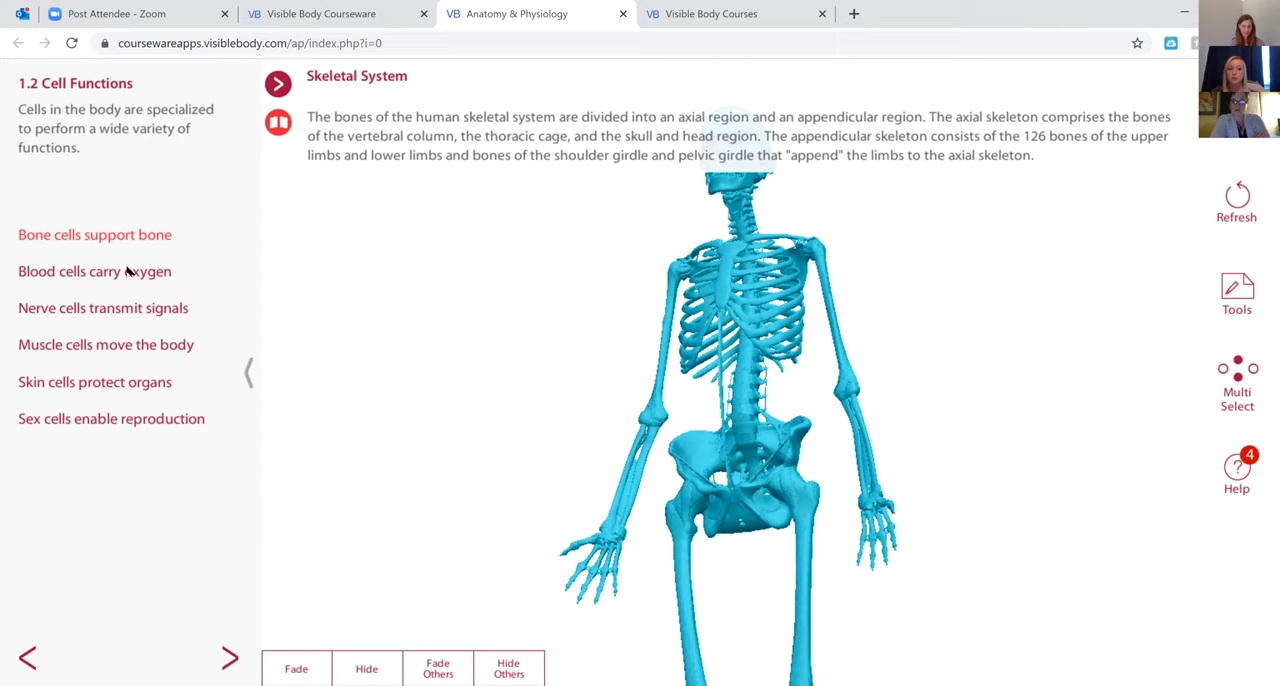 Post Attendee - Zoom
VB Visible Body Courseware
VB Anatomy & Physiology
VB Visible Body Courses
coursewareapps.visiblebody.com/ap/index.php?i=0
1.2 Cell Functions
Cells in the body are specialized
to perform a wide variety of
functions.
Bone cells support bone
Blood cells carry oxygen
Nerve cells transmit signals
Muscle cells move the body
Skin cells protect organs
Sex cells enable reproduction
Skeletal System
The bones of the human skeletal system are divided into an axial region and an appendicular region. The axial skeleton comprises the bones
of the vertebral column, the thoracic cage, and the skull and head region. The appendicular skeleton consists of the 126 bones of the upper
limbs and lower limbs and bones of the shoulder girdle and pelvic girdle that "append" the limbs to the axial skeleton.
Refresh
Tools
Multi
Select
4
?
Help
Fade
Hide
Fade
Others
Hide
Others